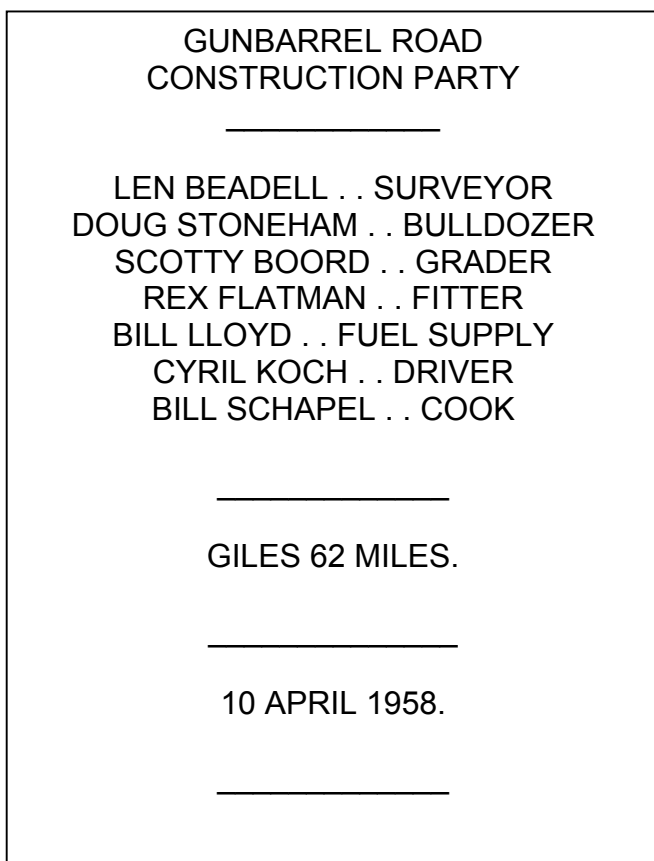 GUNBARREL ROAD
CONSTRUCTION PARTY
LEN BEADELL . . SURVEYOR
DOUG STONEHAM . . BULLDOZER
SCOTTY BOORD . . GRADER
REX FLATMAN . . FITTER
BILL LLOYD . . FUEL SUPPLY
CYRIL KOCH . . DRIVER
BILL SCHAPEL . . COOK
GILES 62 MILES.
10 APRIL 1958.